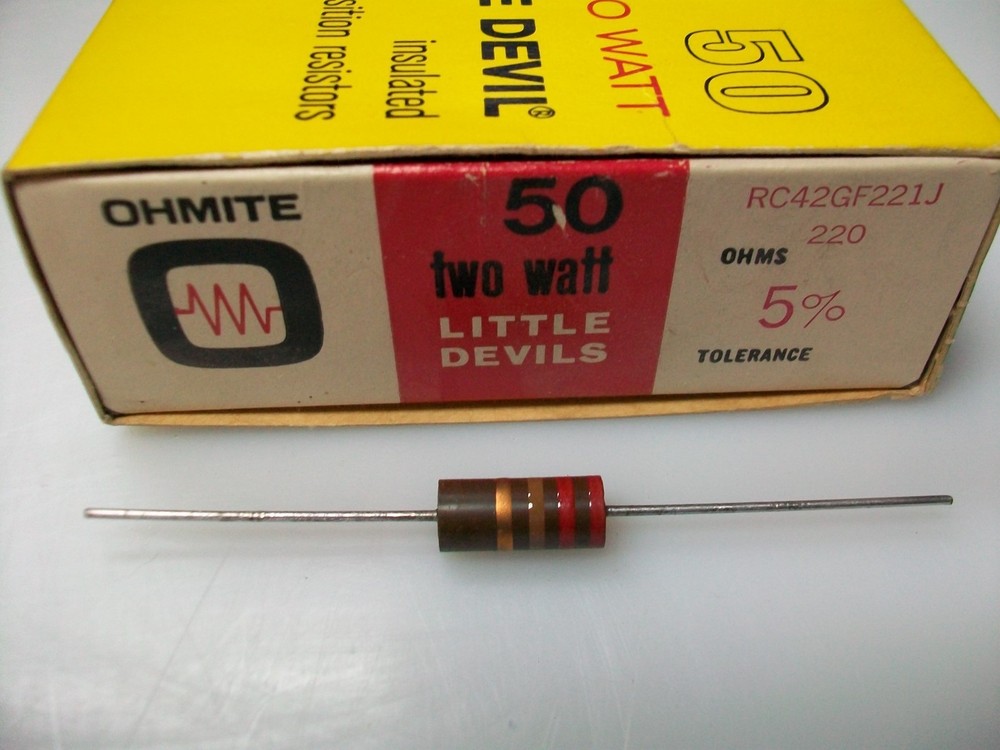 50
O WATT
E DEVIL®
insulated
sition resistors
OHMITE
50
two watt
LITTLE
DEVILS
RC42GF221J
220
OHMS
5%
TOLERANCE